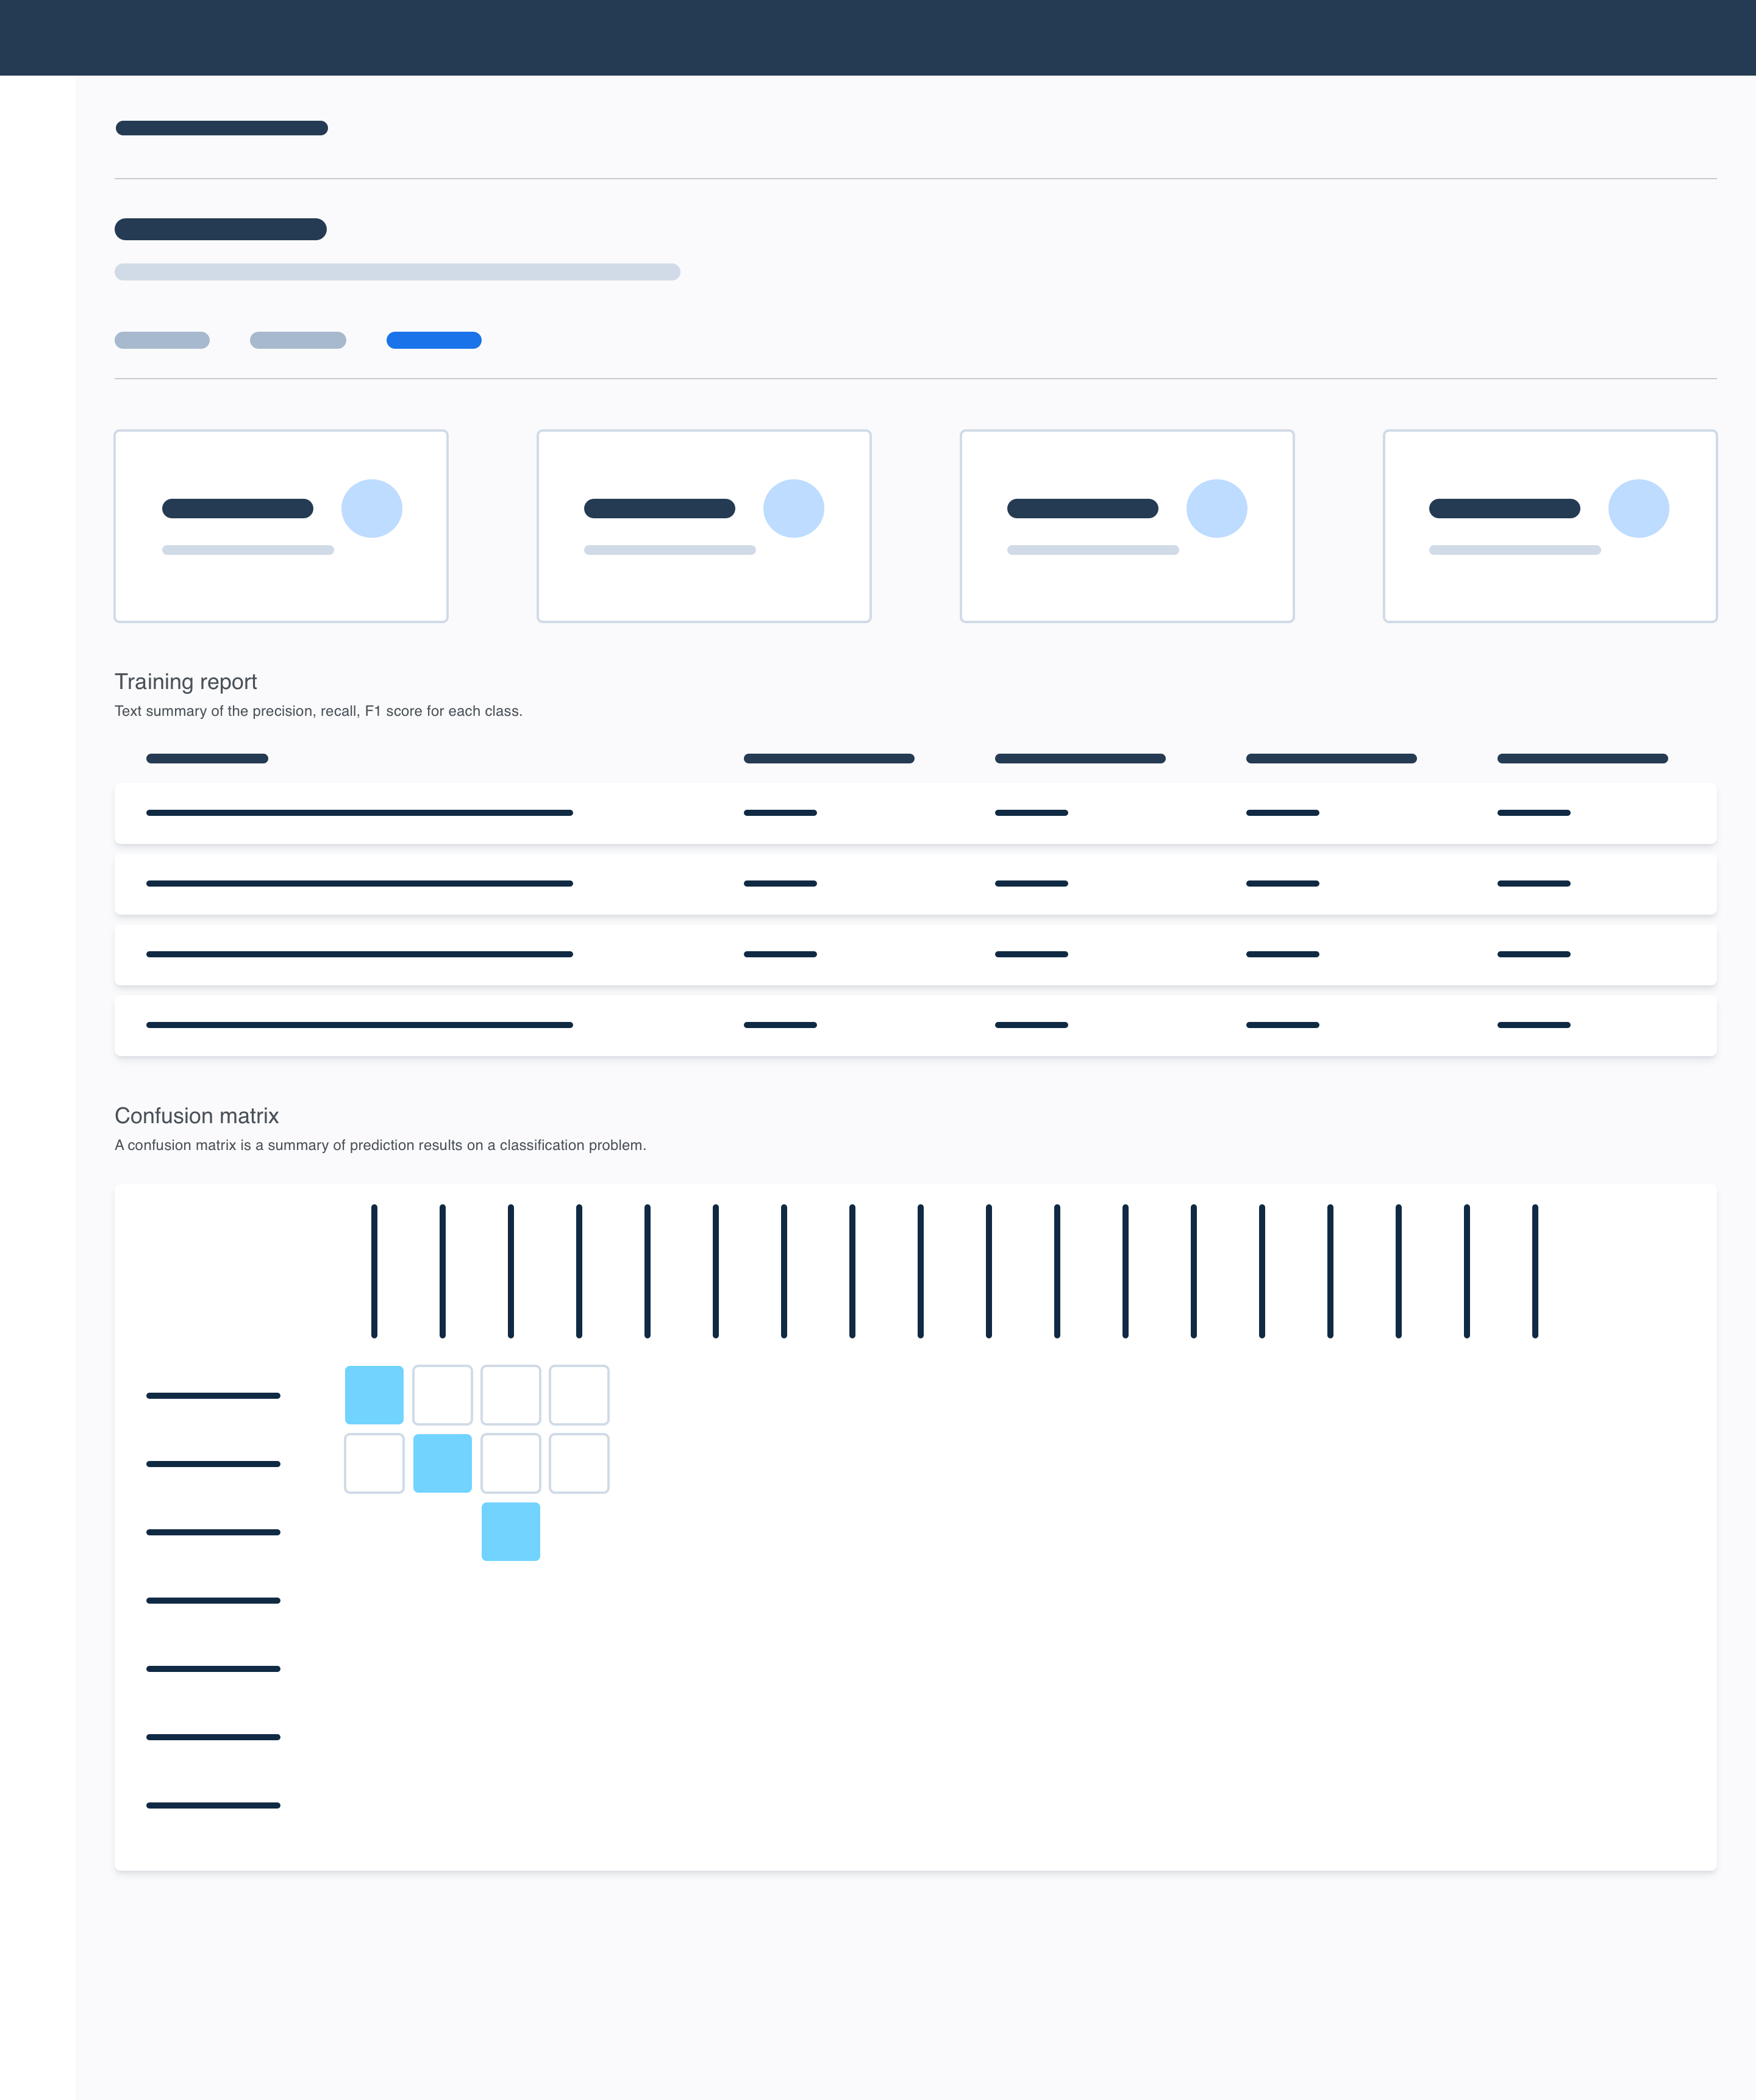 Training report
Text summary of the precision, recall, F1 score for each class.
Confusion matrix
A confusion matrix is a summary of prediction results on a classification problem.